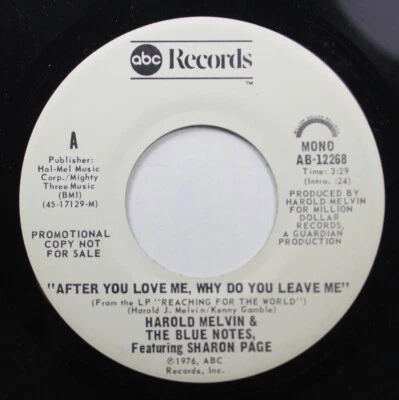 abc Records
TM
A
Publisher:
Hal-Mel Music
Corp./Mighty
Three Music
(BMI)
(45-17129-M)
PROMOTIONAL
COPY NOT
FOR SALE
MONO
AB-12268
Time: 3:29
(Intro. :24)
PRODUCED BY
HAROLD MELVIN
FOR MILLION
DOLLAR
RECORDS,
A GUARDIAN
PRODUCTION
"AFTER YOU LOVE ME, WHY DO YOU LEAVE ME"
(From the LP "REACHING FOR THE WORLD")
(Harold J. Melvin/Kenny Gamble)
HAROLD MELVIN &
THE BLUE NOTES,
Featuring SHARON PAGE
©1976, ABC
Records, Inc.